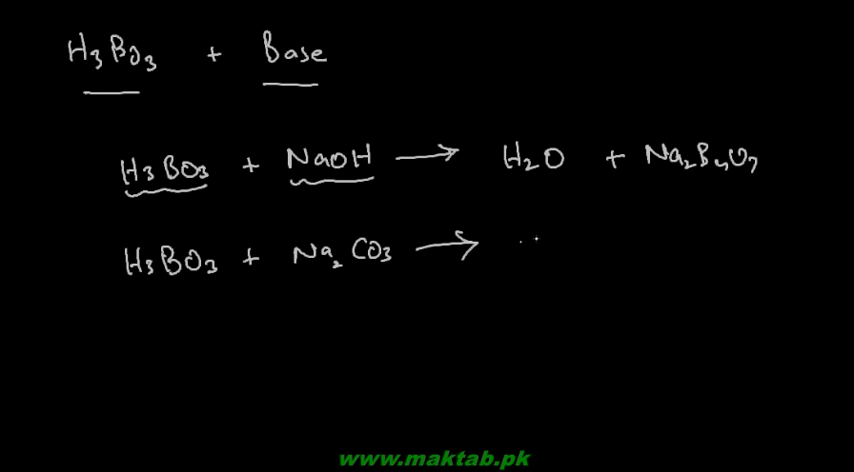 H₃BO₃ + Base
H₃BO₃ + NaOH → H₂O + Na₂B₄O₇
H₃BO₃ + Na₂CO₃ →
www.maktab.pk